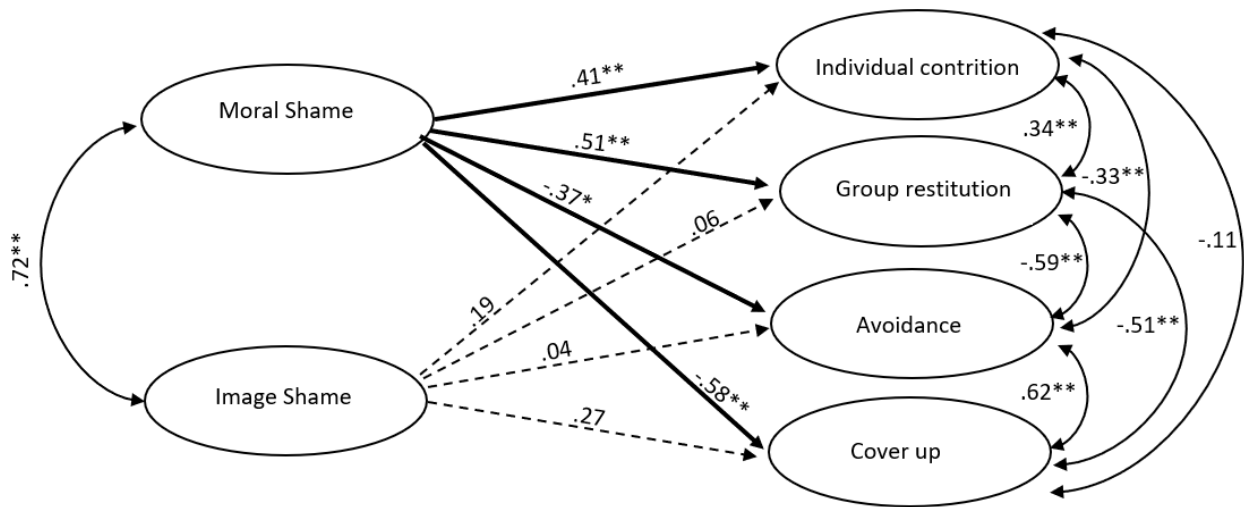 Moral Shame
Image Shame
.72**
.41**
.51**
-.37*
-.58**
.19
.06
.04
.27
Individual contrition
Group restitution
Avoidance
Cover up
.34**
-.33**
-.11
-.59**
-.51**
.62**